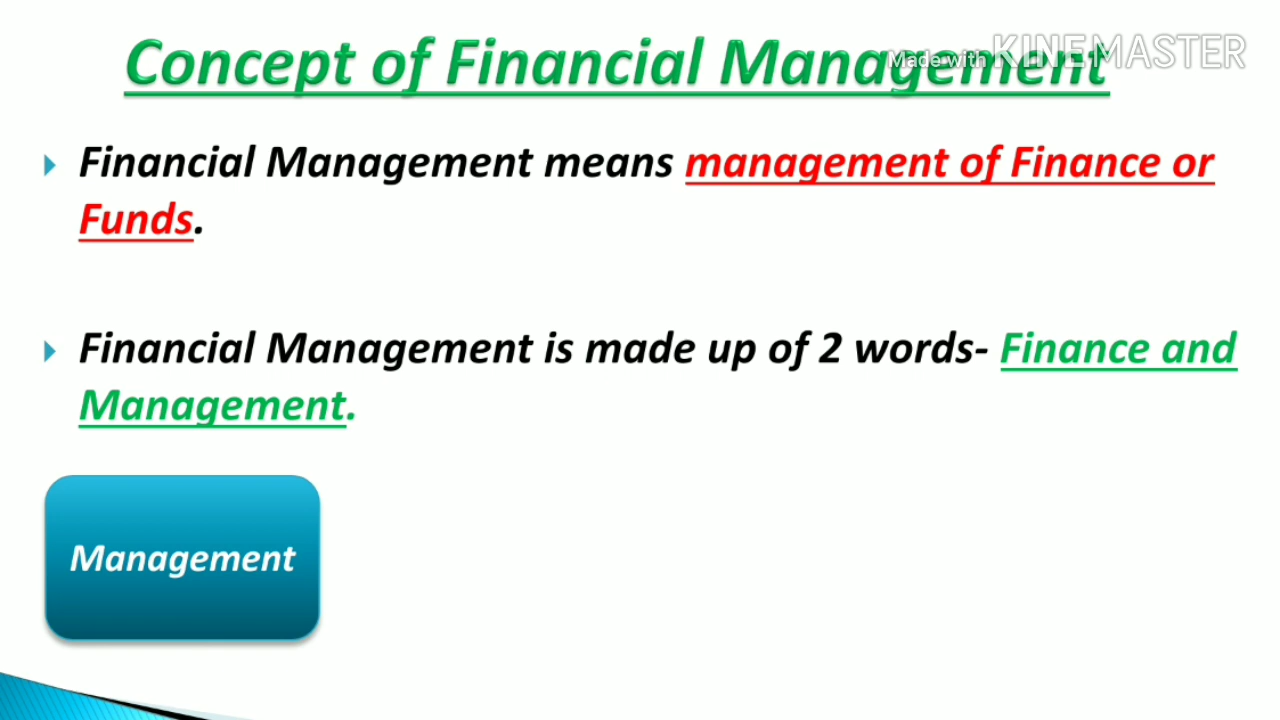 Concept of Financial Management
Made with KINEMASTER
Financial Management means management of Finance or
Funds.
Financial Management is made up of 2 words- Finance and
Management.
Management